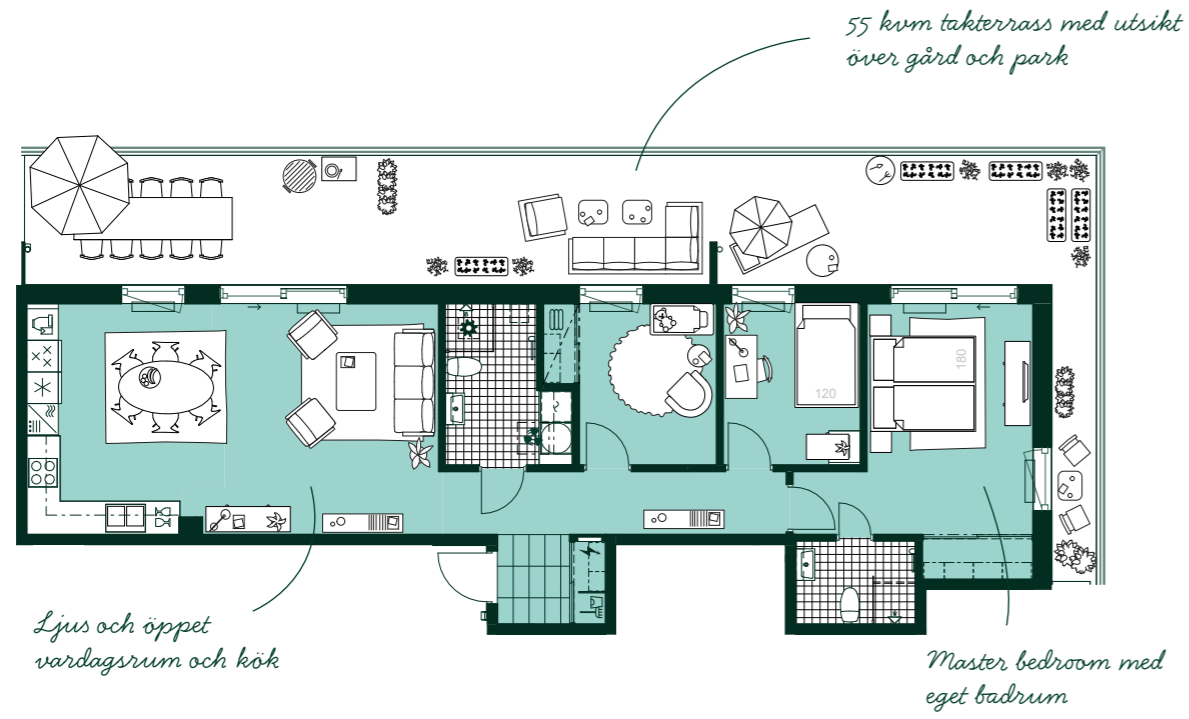 55 kvm takterrass med utsikt
över gård och park
180
120
Ljus och öppet
vardagsrum och kök
Master bedroom med
eget badrum